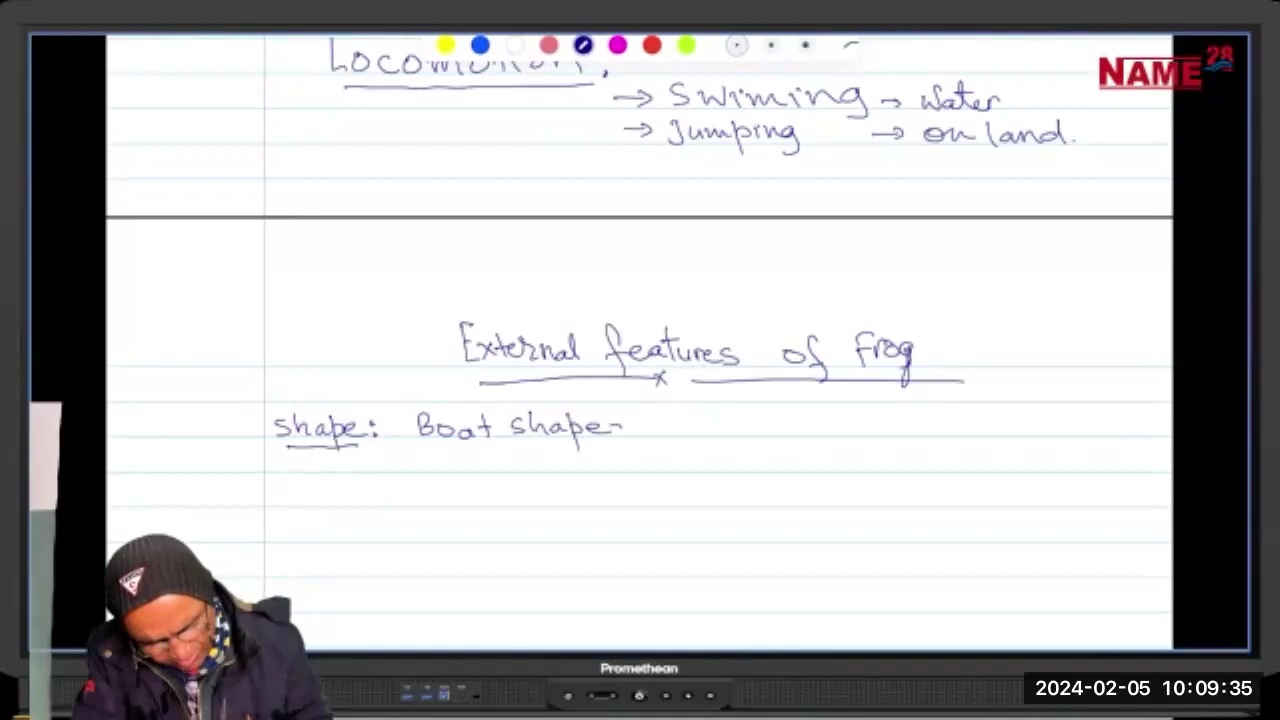 Locomotion.
→ Swiming → Water
→ Jumping → on land.
NAME 28
External features of Frog
Shape: Boat shape-
Promethean
2024-02-05 10:09:35